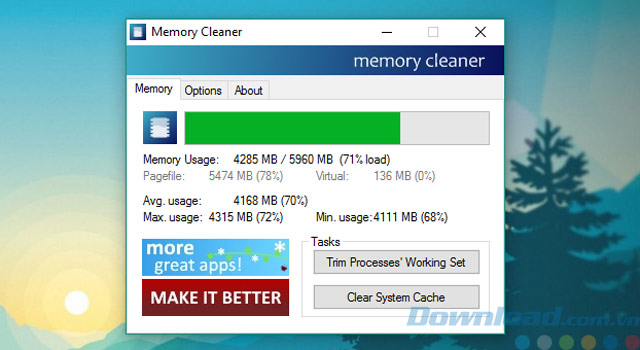 Memory Cleaner
memory cleaner
Memory Options About
Memory Usage: 4285 MB / 5960 MB (71% load)
Pagefile: 5474 MB (78%) Virtual: 136 MB (0%)
Avg. usage: 4168 MB (70%)
Max. usage: 4315 MB (72%) Min. usage: 4111 MB (68%)
more
great apps!
MAKE IT BETTER
Tasks
Trim Processes' Working Set
Clear System Cache
Download.com.vn